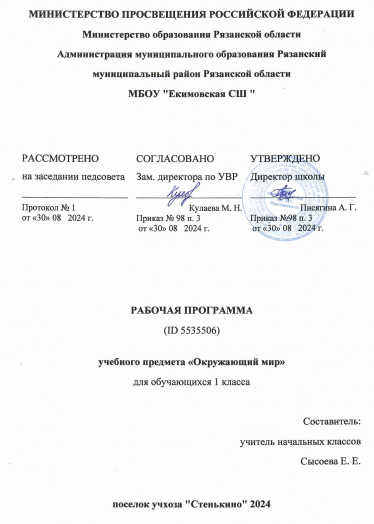 МИНИСТЕРСТВО ПРОСВЕЩЕНИЯ РОССИЙСКОЙ ФЕДЕРАЦИИ
Министерство образования Рязанской области
Администрация муниципального образования Рязанский
муниципальный район Рязанской области
МБОУ "Екимовская СШ "
РАССМОТРЕНО СОГЛАСОВАНО УТВЕРЖДЕНО
на заседании педсовета Зам. директора по УВР Директор школы
Протокол № 1 Кулаева М. Н. Писягина А. Г.
от «30» 08 2024 г. Приказ № 98 п. 3 Приказ №98 п. 3
от «30» 08 2024 г. от «30» 08 2024 г.
РАБОЧАЯ ПРОГРАММА
(ID 5535506)
учебного предмета «Окружающий мир»
для обучающихся 1 класса
Составитель:
учитель начальных классов
Сысоева Е. Е.
поселок учхоза "Стенькино" 2024